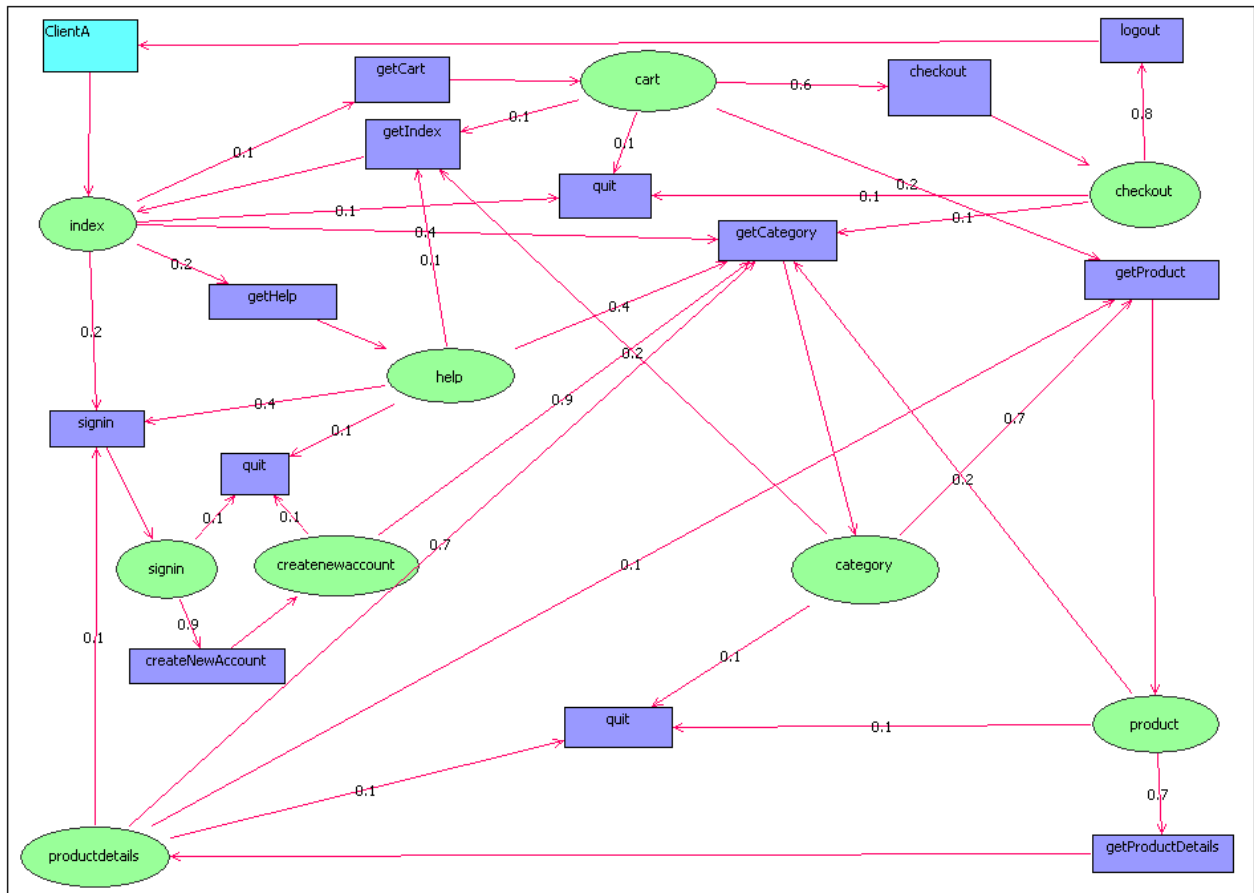 ClientA
logout
getCart
cart
0.6
checkout
0.1
getIndex
0.8
0.1
0.1
quit
0.2
0.1
checkout
index
0.1
0.4
getCategory
0.1
0.2
0.1
getProduct
getHelp
0.2
0.4
0.2
help
signin
0.4
0.9
0.1
0.7
quit
0.2
0.1
0.1
0.7
signin
createnewaccount
0.1
category
0.9
0.1
createNewAccount
0.1
quit
0.1
product
0.1
0.7
productdetails
getProductDetails